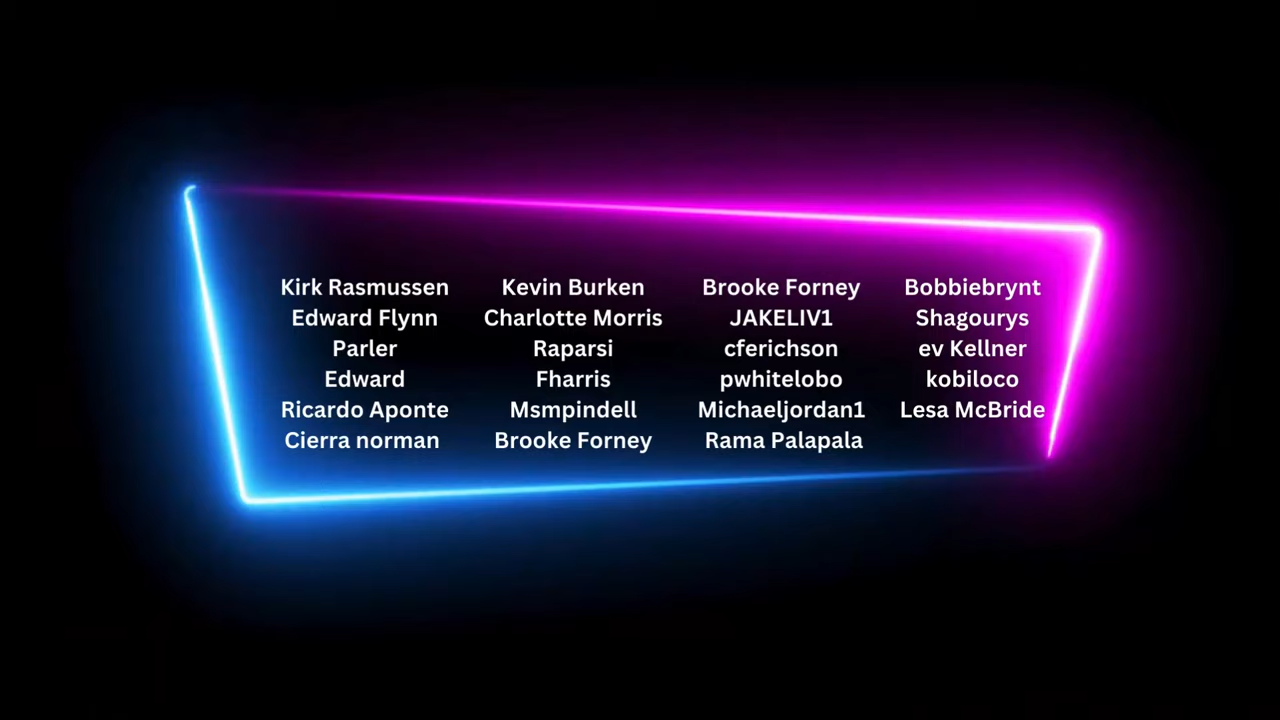 Kirk Rasmussen
Edward Flynn
Parler
Edward
Ricardo Aponte
Cierra norman
Kevin Burken
Charlotte Morris
Raparsi
Fharris
Msmpindell
Brooke Forney
Brooke Forney
JAKELIV1
cferichson
pwhitelobo
Michaeljordan1
Rama Palapala
Bobbiebrynt
Shagourys
ev Kellner
kobiloco
Lesa McBride